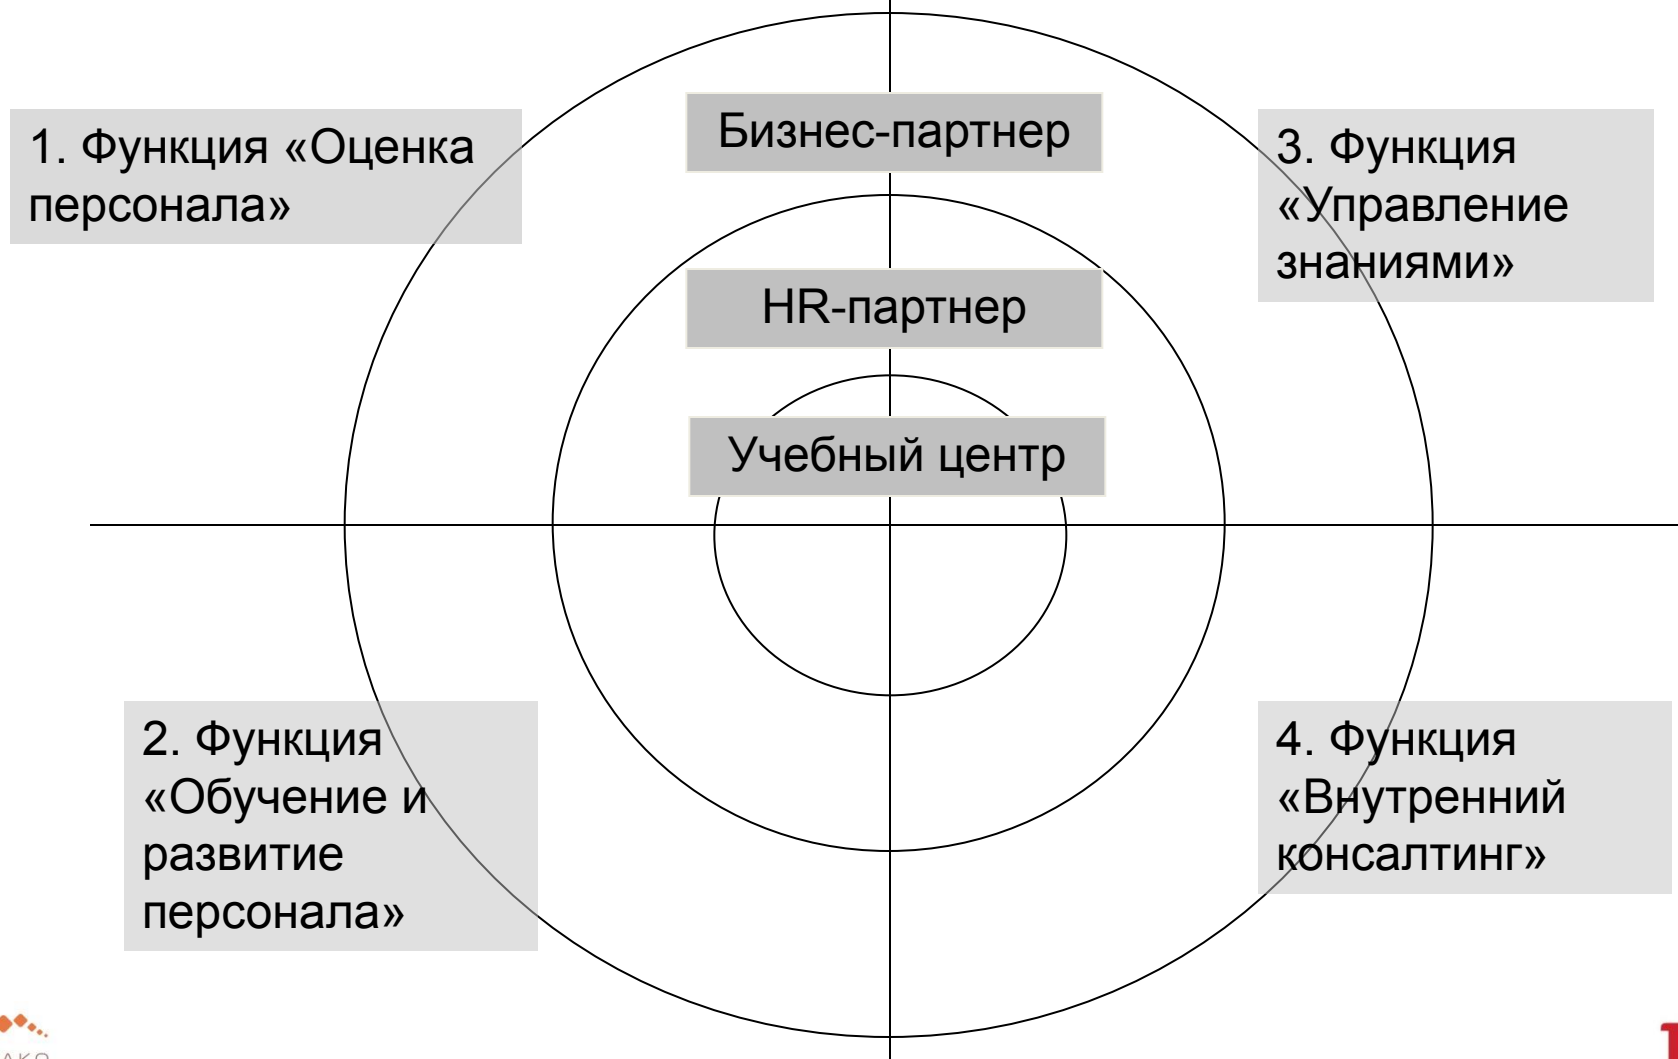 Бизнес-партнер
1. Функция «Оценка
персонала»
3. Функция
«Управление
знаниями»
HR-партнер
Учебный центр
2. Функция
«Обучение и
развитие
персонала»
4. Функция
«Внутренний
консалтинг»